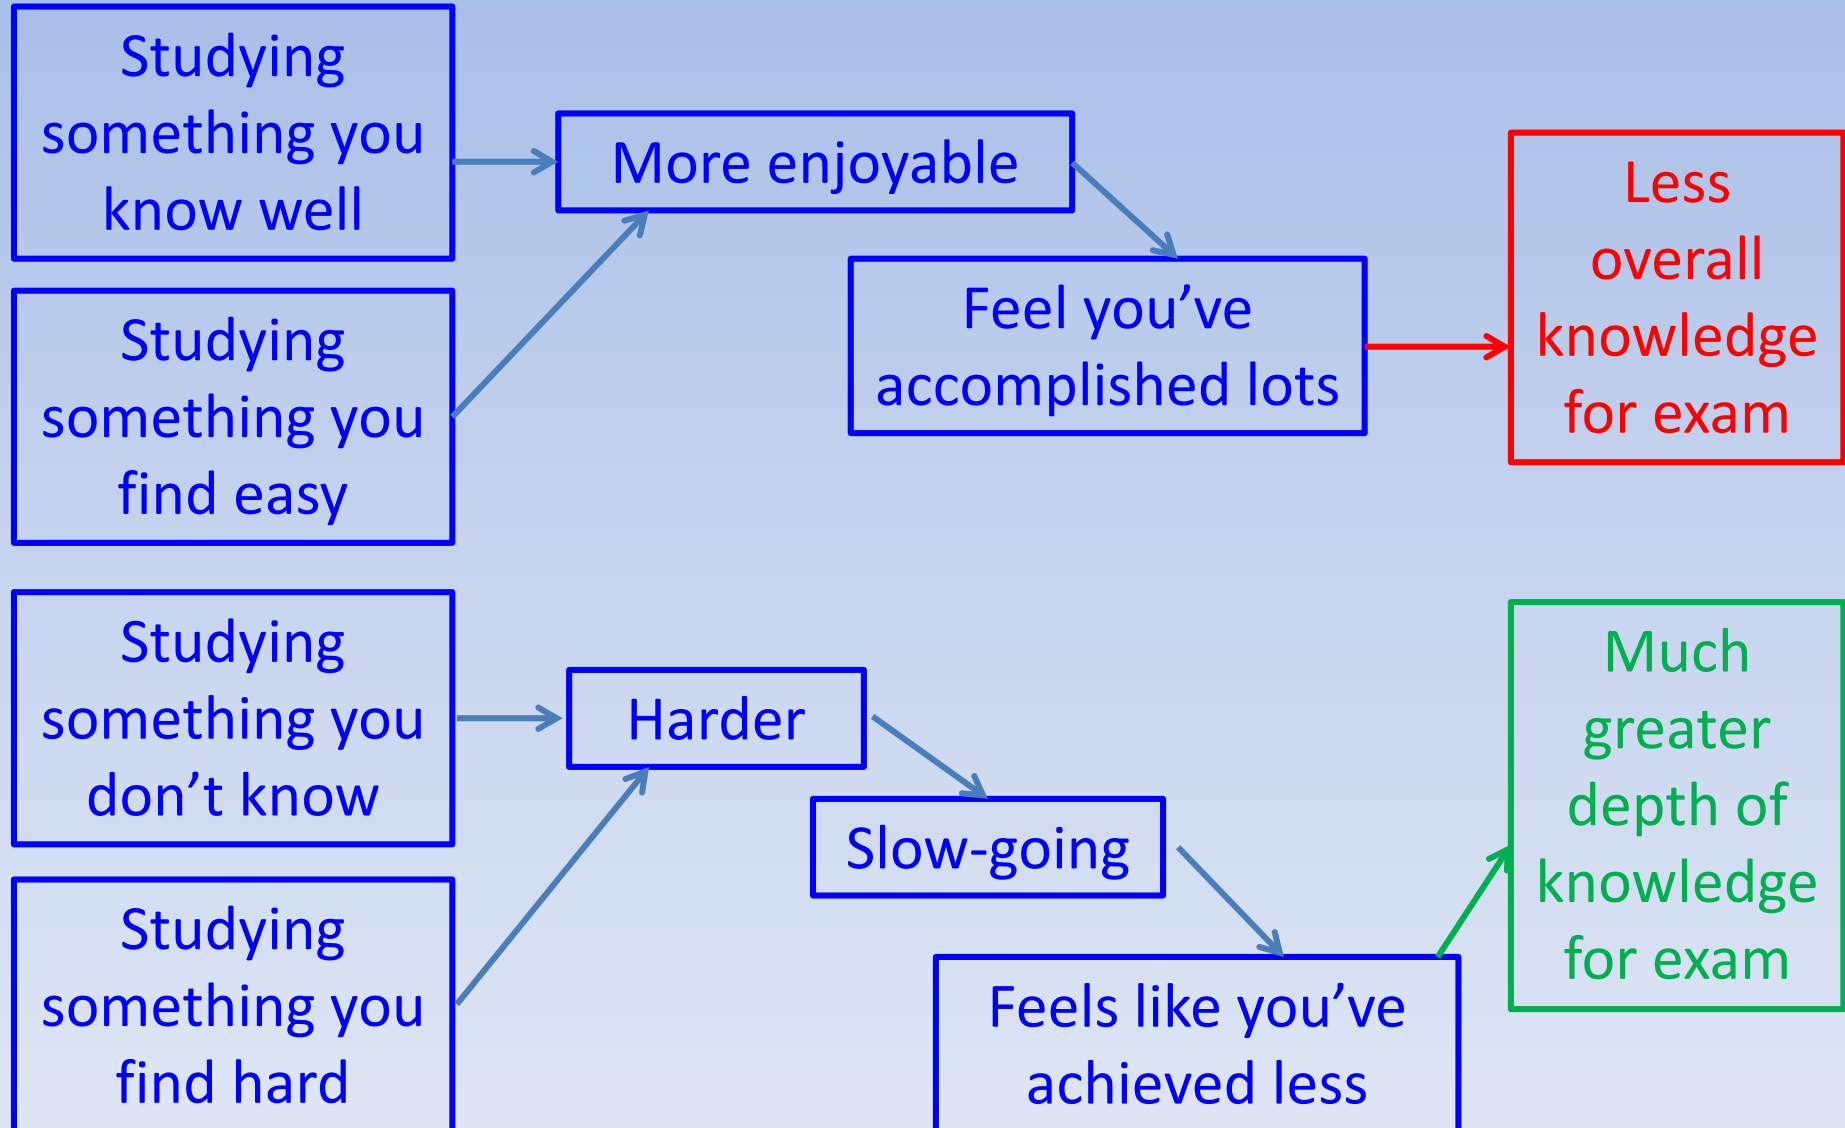 Studying
something you
know well
More enjoyable
Studying
something you
find easy
Feel you’ve
accomplished lots
Less
overall
knowledge
for exam
Studying
something you
don’t know
Harder
Studying
something you
find hard
Slow-going
Feels like you’ve
achieved less
Much
greater
depth of
knowledge
for exam